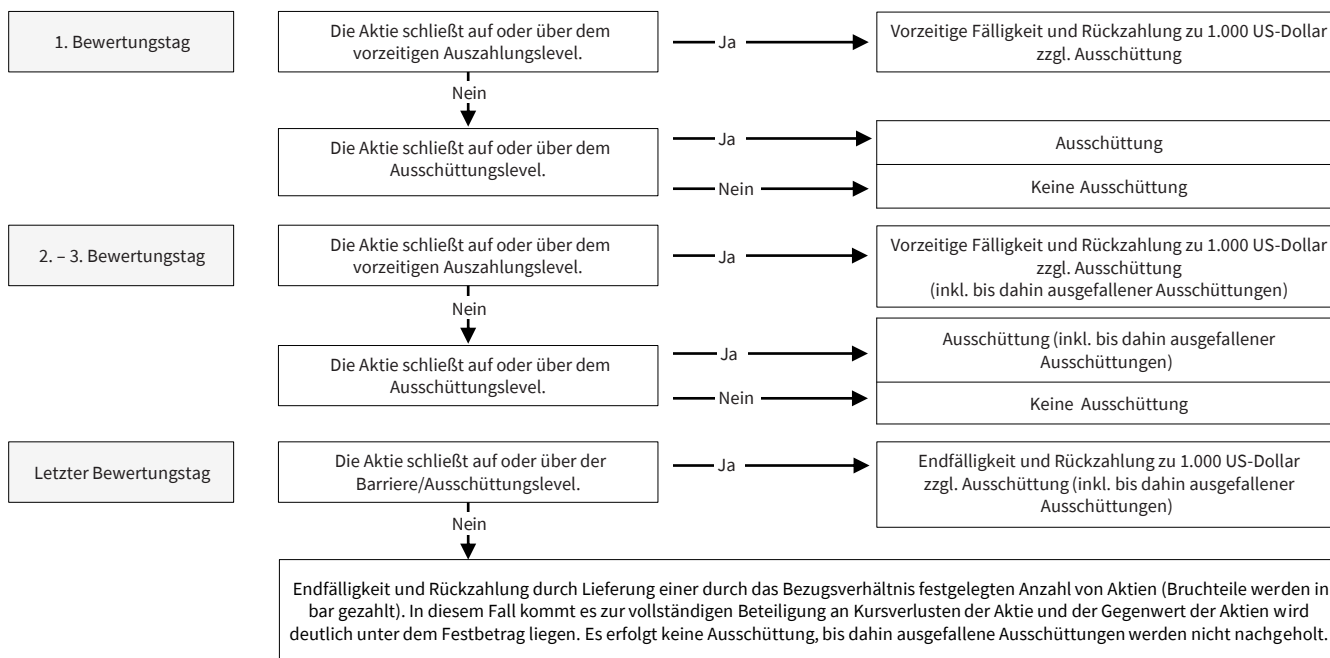 1. Bewertungstag
Die Aktie schließt auf oder über dem
vorzeitigen Auszahlungslevel.
Ja
Vorzeitige Fälligkeit und Rückzahlung zu 1.000 US-Dollar
zzgl. Ausschüttung
Nein
Die Aktie schließt auf oder über dem
Ausschüttungslevel.
Ja
Ausschüttung
Nein
Keine Ausschüttung
2. – 3. Bewertungstag
Die Aktie schließt auf oder über dem
vorzeitigen Auszahlungslevel.
Ja
Vorzeitige Fälligkeit und Rückzahlung zu 1.000 US-Dollar
zzgl. Ausschüttung
(inkl. bis dahin ausgefallener Ausschüttungen)
Nein
Die Aktie schließt auf oder über dem
Ausschüttungslevel.
Ja
Ausschüttung (inkl. bis dahin ausgefallener
Ausschüttungen)
Nein
Keine Ausschüttung
Letzter Bewertungstag
Die Aktie schließt auf oder über der
Barriere/Ausschüttungslevel.
Ja
Endfälligkeit und Rückzahlung zu 1.000 US-Dollar
zzgl. Ausschüttung (inkl. bis dahin ausgefallener
Ausschüttungen)
Nein
Endfälligkeit und Rückzahlung durch Lieferung einer durch das Bezugsverhältnis festgelegten Anzahl von Aktien (Bruchteile werden in
bar gezahlt). In diesem Fall kommt es zur vollständigen Beteiligung an Kursverlusten der Aktie und der Gegenwert der Aktien wird
deutlich unter dem Festbetrag liegen. Es erfolgt keine Ausschüttung, bis dahin ausgefallene Ausschüttungen werden nicht nachgeholt.